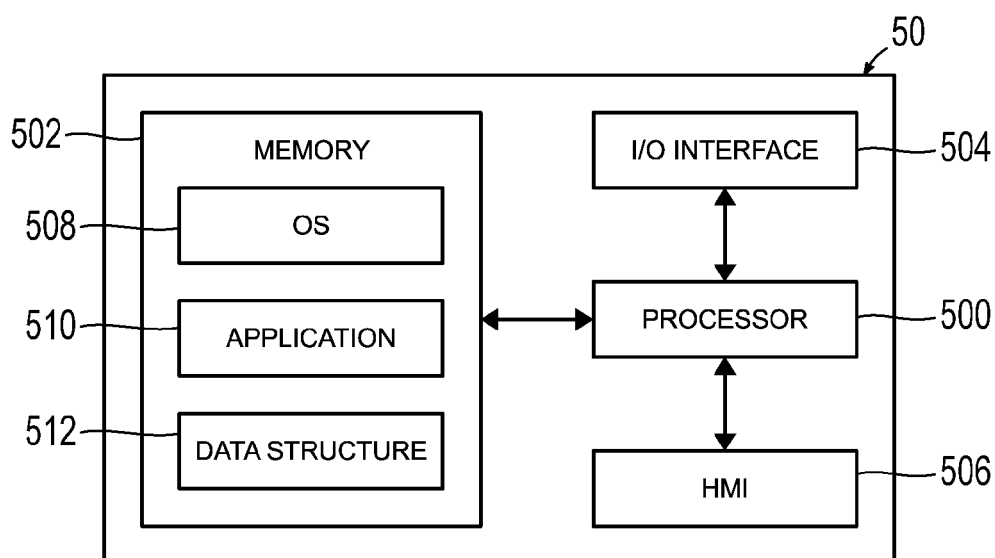 50
502
MEMORY
I/O INTERFACE
504
508
OS
510
APPLICATION
PROCESSOR
500
512
DATA STRUCTURE
HMI
506